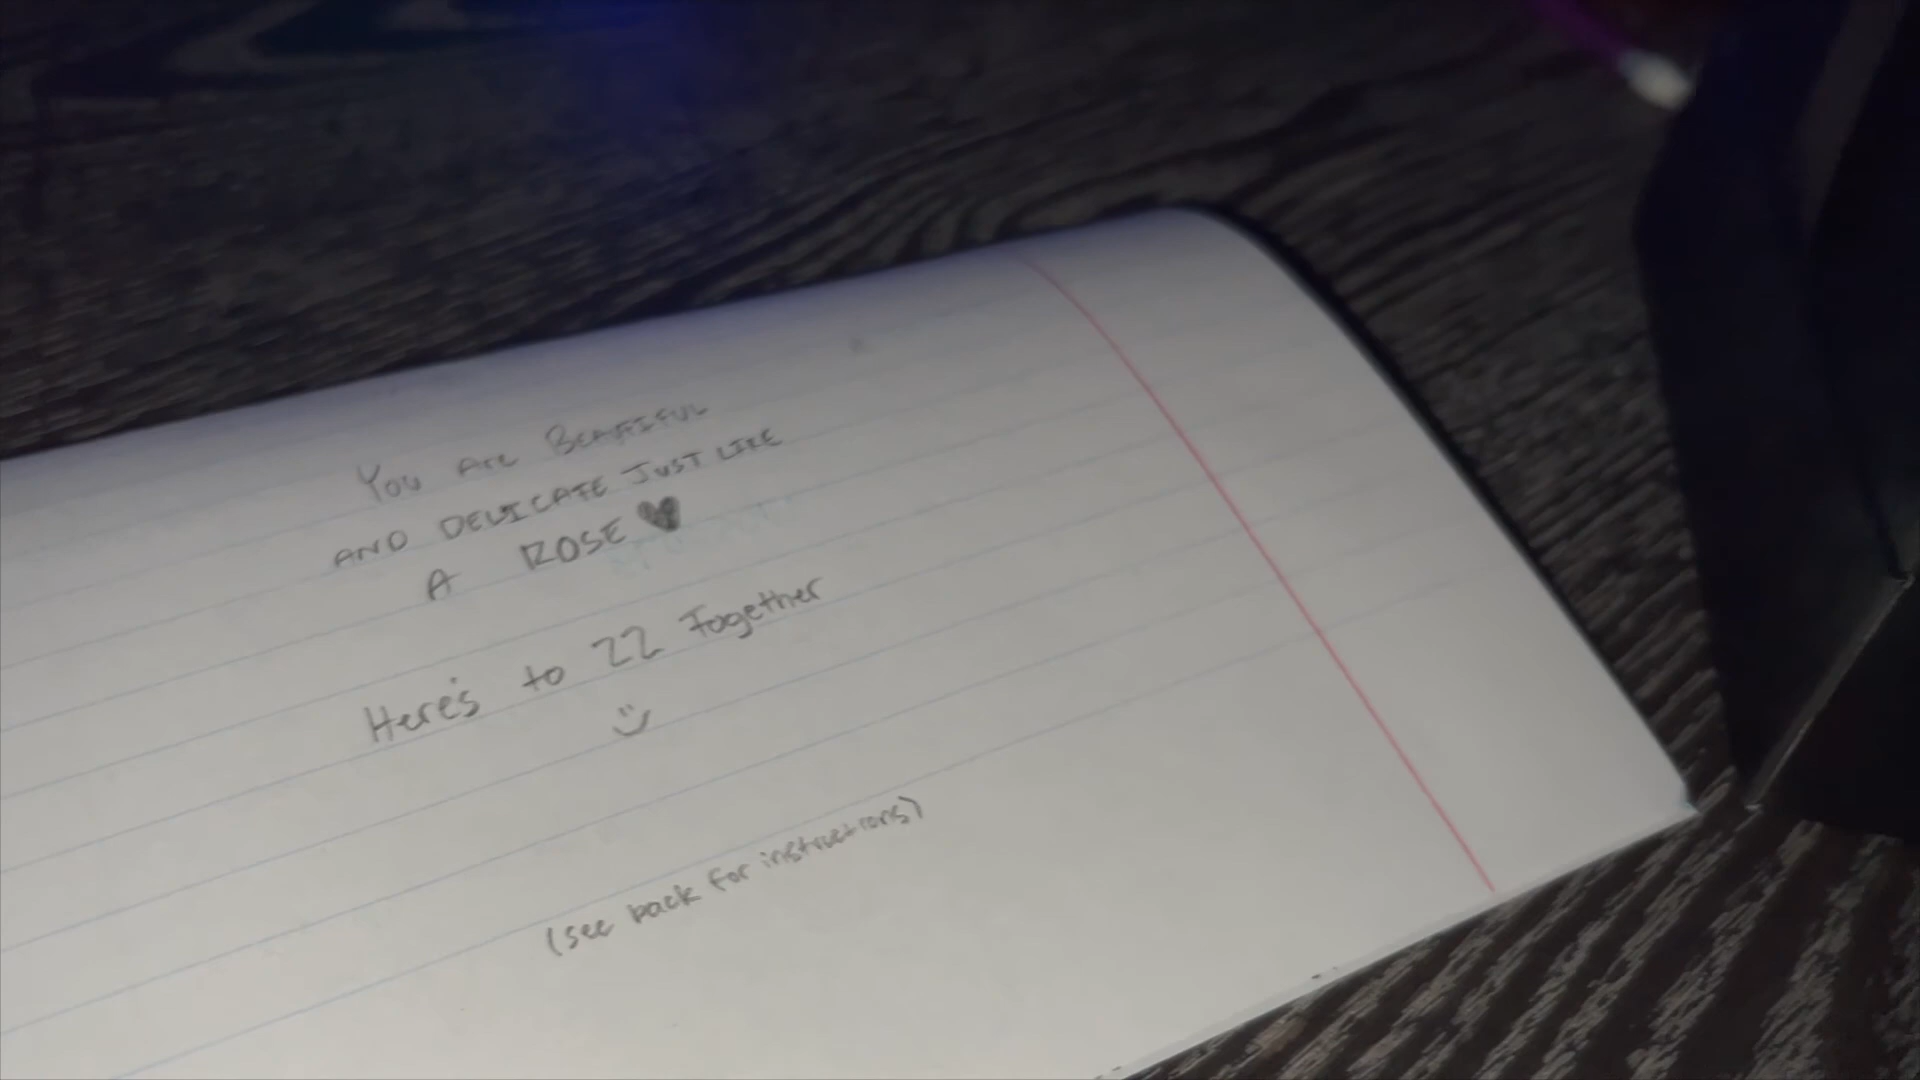 You Are Beautiful
AND DELICATE JUST LIKE
A ROSE ♥
Here's to 22 Together
(see back for instructions)